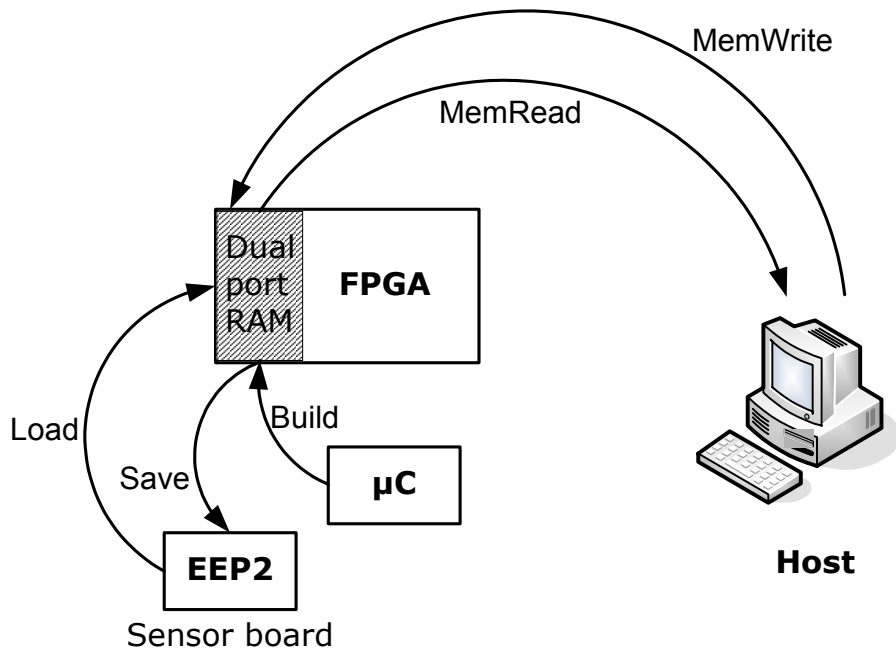 MemWrite
MemRead
Dual
port
RAM
FPGA
Load
Build
Save
µC
EEP2
Host
Sensor board